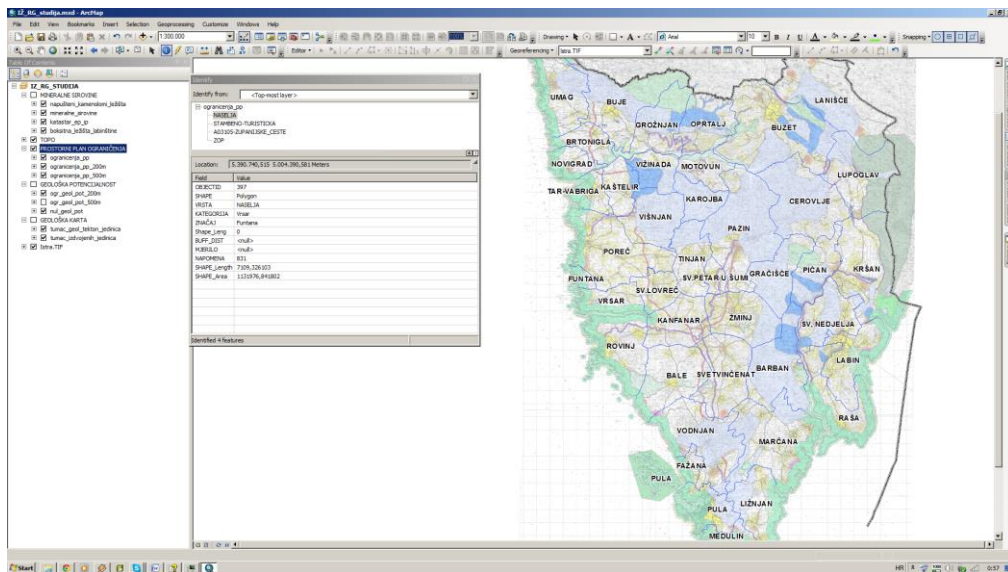 IZ_RG_studija.mxd - ArcMap
File Edit View Bookmarks Insert Selection Geoprocessing Customize Windows Help
1:300.000
Drawing
Arial
10
B I U
Snapping
Editor
Georeferencing
Istra.TIF
Table Of Contents
IZ_RG_STUDIJA
MINERALNE SIROVINE
napušteni_kamenolomi_ležišta
mineralne_sirovine
katastar_ep_ip
boksitna_ležišta_labinštine
TOPO
PROSTORNI PLAN OGRANIČENJA
ogranicenja_pp
ogranicenja_pp_200m
ogranicenja_pp_500m
GEOLOŠKA POTENCIJALNOST
ogr_geol_pot_200m
ogr_geol_pot_500m
nul_geol_pot
GEOLOŠKA KARTA
tumac_geol_tekton_jedinica
tumac_izdvojenih_jedinica
Istra.TIF
Identify
Identify from: <Top-most layer>
ogranicenja_pp
NASELJA
STAMBENO-TURISTICKA
A03105-ZUPANIJSKE_CESTE
ZOP
Location: 5.390.740,515 5.004.390,581 Meters
Field Value
OBJECTID 397
SHAPE Polygon
VRSTA NASELJA
KATEGORIJA Vrsar
ZNAČAJ Funtana
Shape_Leng 0
BUFF_DIST <null>
MJERILO <null>
NAPOMENA 831
SHAPE_Length 7109,326103
SHAPE_Area 1131976,841802
Identified 4 features
UMAG
BUJE
LANIŠĆE
GROŽNJAN
OPRTALJ
BUZET
BRTONIGLA
NOVIGRAD
VIŽINADA
MOTOVUN
LUPOGLAV
TAR-VABRIGA
KAŠTELIR
KAROJBA
CEROVLJE
VIŠNJAN
PAZIN
POREČ
TINJAN
FUNTANA
SV.PETAR U ŠUMI
GRAČIŠĆE
PIĆAN
KRŠAN
SV.LOVREČ
VRSAR
KANFANAR
ŽMINJ
SV. NEDJELJA
ROVINJ
LABIN
BALE
SVETVINČENAT
BARBAN
RAŠA
VODNJAN
MARČANA
FAŽANA
PULA
PULA
LIŽNJAN
MEDULIN
Start
HR
0:57